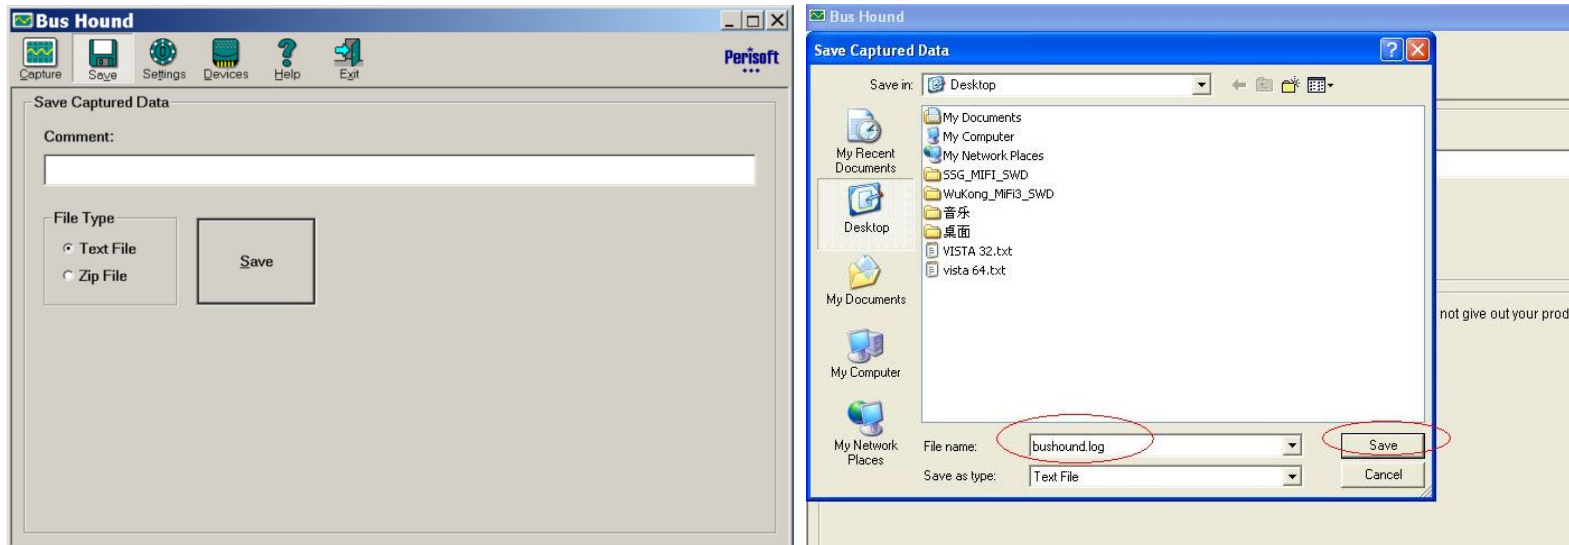 Bus Hound
Capture
Save
Settings
Devices
Help
Exit
Perisoft
Save Captured Data
Comment:
File Type
Text File
Zip File
Save
Bus Hound
Save Captured Data
Save in:
Desktop
My Recent
Documents
Desktop
My Documents
My Computer
My Network
Places
My Documents
My Computer
My Network Places
SSG_MIFI_SWD
WuKong_MiFi3_SWD
音乐
桌面
VISTA 32.txt
vista 64.txt
File name:
bushound.log
Save
Save as type:
Text File
Cancel
not give out your prod